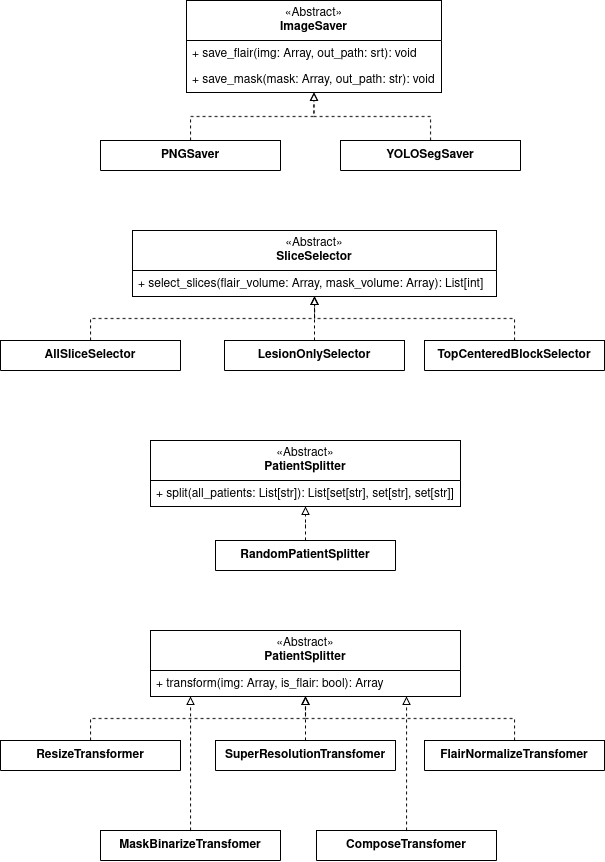 «Abstract»
ImageSaver
+ save_flair(img: Array, out_path: srt): void
+ save_mask(mask: Array, out_path: str): void
PNGSaver
YOLOSegSaver
«Abstract»
SliceSelector
+ select_slices(flair_volume: Array, mask_volume: Array): List[int]
AllSliceSelector
LesionOnlySelector
TopCenteredBlockSelector
«Abstract»
PatientSplitter
+ split(all_patients: List[str]): List[set[str], set[str], set[str]]
RandomPatientSplitter
«Abstract»
PatientSplitter
+ transform(img: Array, is_flair: bool): Array
ResizeTransformer
SuperResolutionTransfomer
FlairNormalizeTransfomer
MaskBinarizeTransfomer
ComposeTransfomer